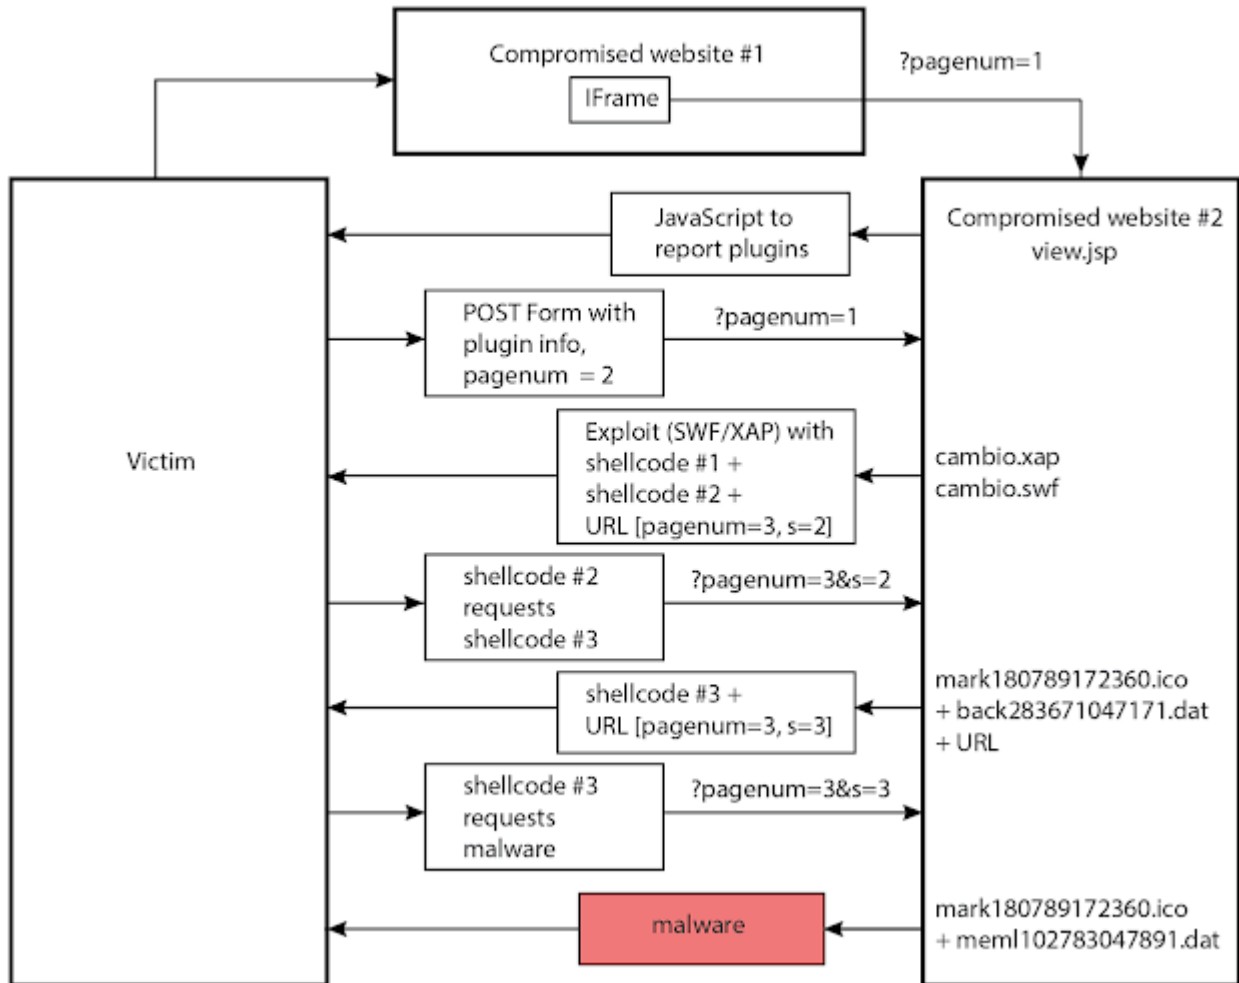 Compromised website #1
IFrame
?pagenum=1
Compromised website #2
view.jsp
JavaScript to
report plugins
POST Form with
plugin info,
pagenum = 2
?pagenum=1
Victim
Exploit (SWF/XAP) with
shellcode #1 +
shellcode #2 +
URL [pagenum=3, s=2]
cambio.xap
cambio.swf
shellcode #2
requests
shellcode #3
?pagenum=3&s=2
shellcode #3 +
URL [pagenum=3, s=3]
mark180789172360.ico
+ back283671047171.dat
+ URL
shellcode #3
requests
malware
?pagenum=3&s=3
malware
mark180789172360.ico
+ meml102783047891.dat